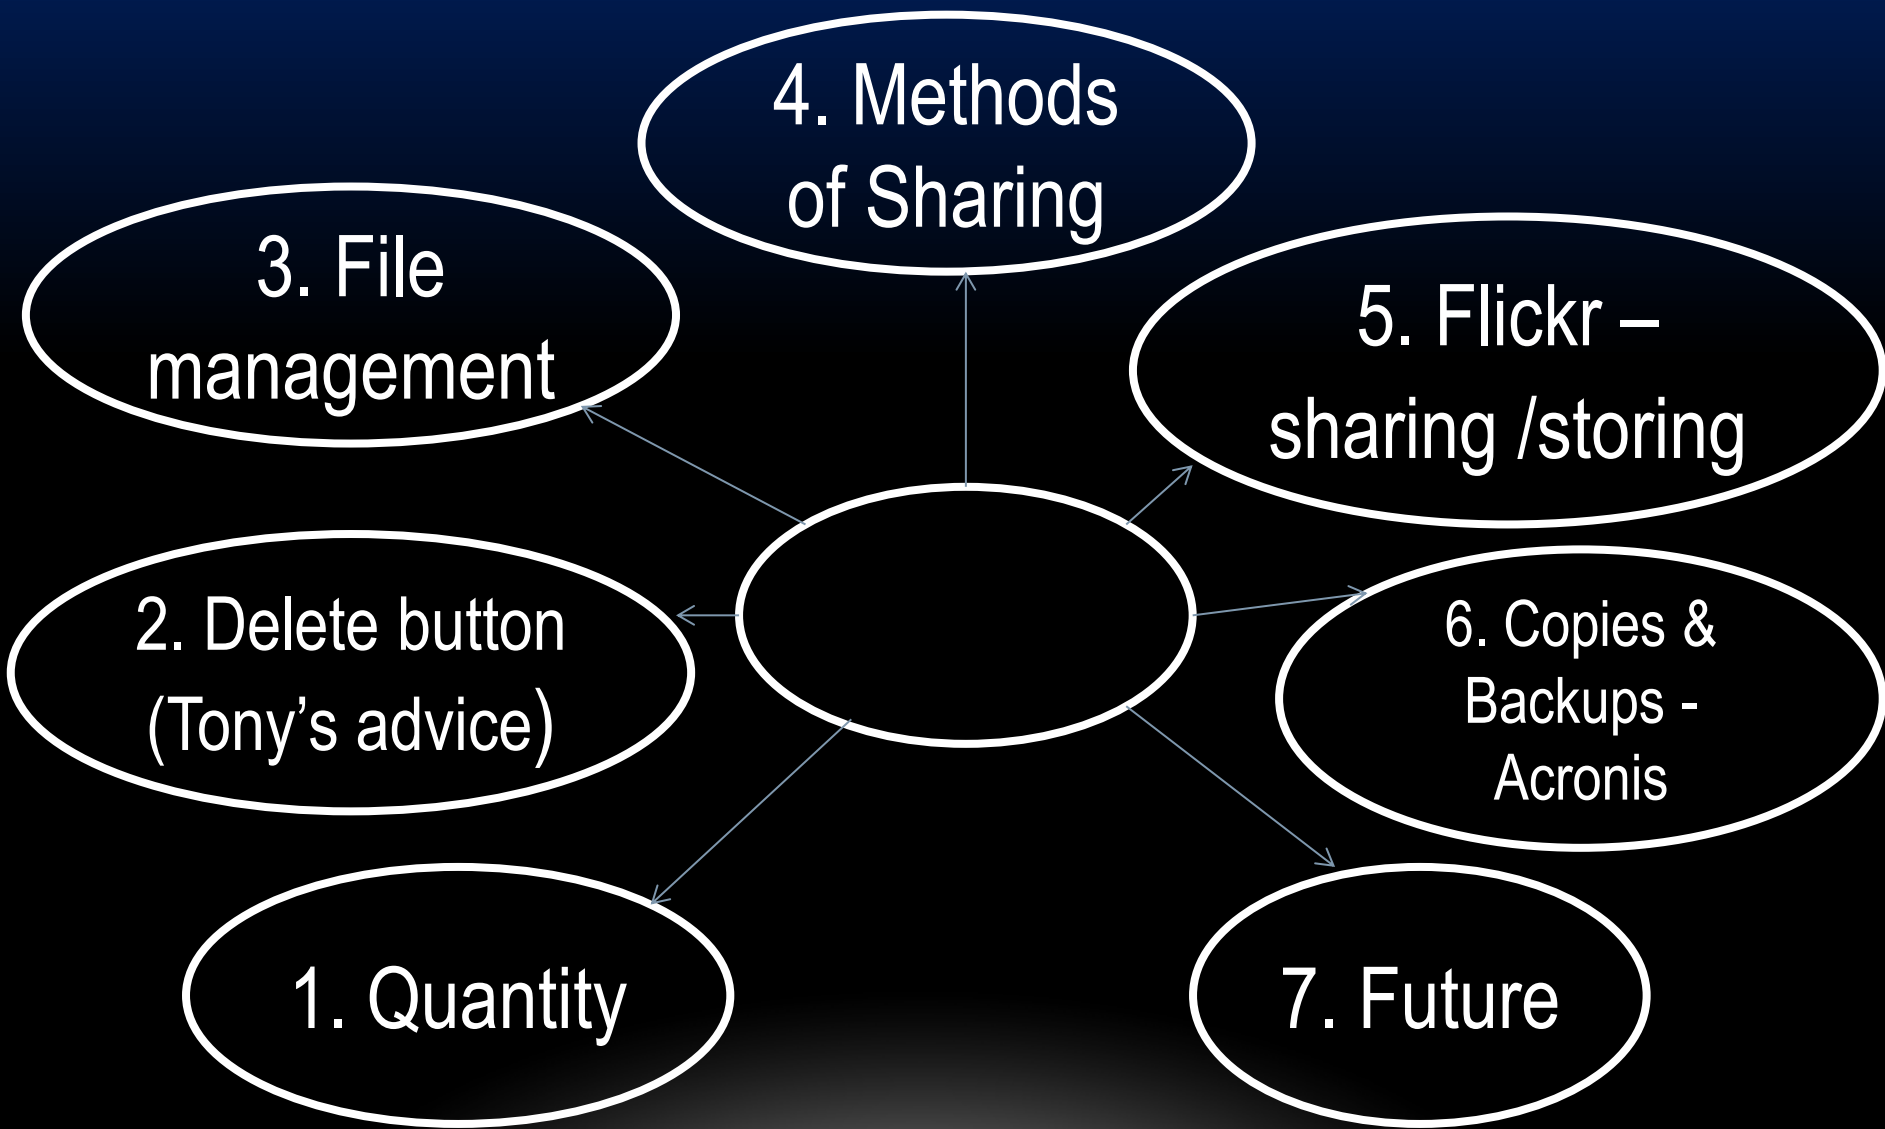 4. Methods
of Sharing
3. File
management
5. Flickr –
sharing /storing
2. Delete button
(Tony’s advice)
6. Copies &
Backups -
Acronis
1. Quantity
7. Future